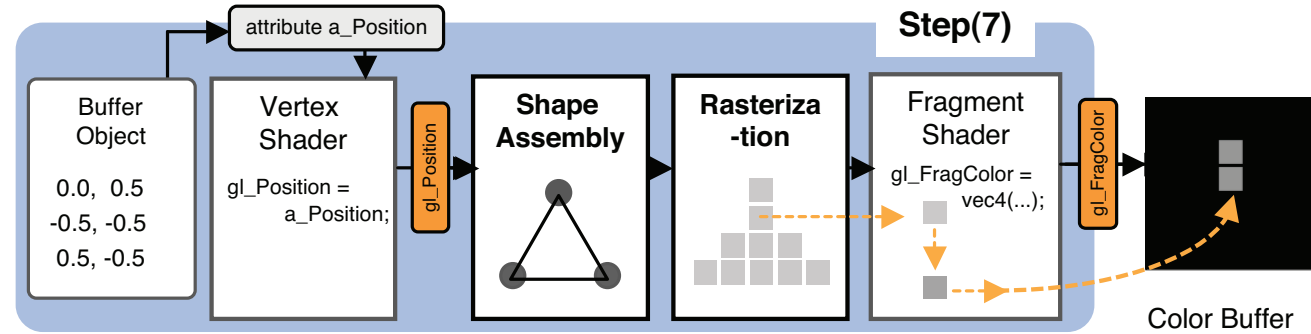 attribute a_Position
Step(7)
Buffer
Object
0.0, 0.5
-0.5, -0.5
0.5, -0.5
Vertex
Shader
gl_Position =
a_Position;
gl_Position
Shape
Assembly
Rasteriza
-tion
Fragment
Shader
gl_FragColor =
vec4(...);
gl_FragColor
Color Buffer